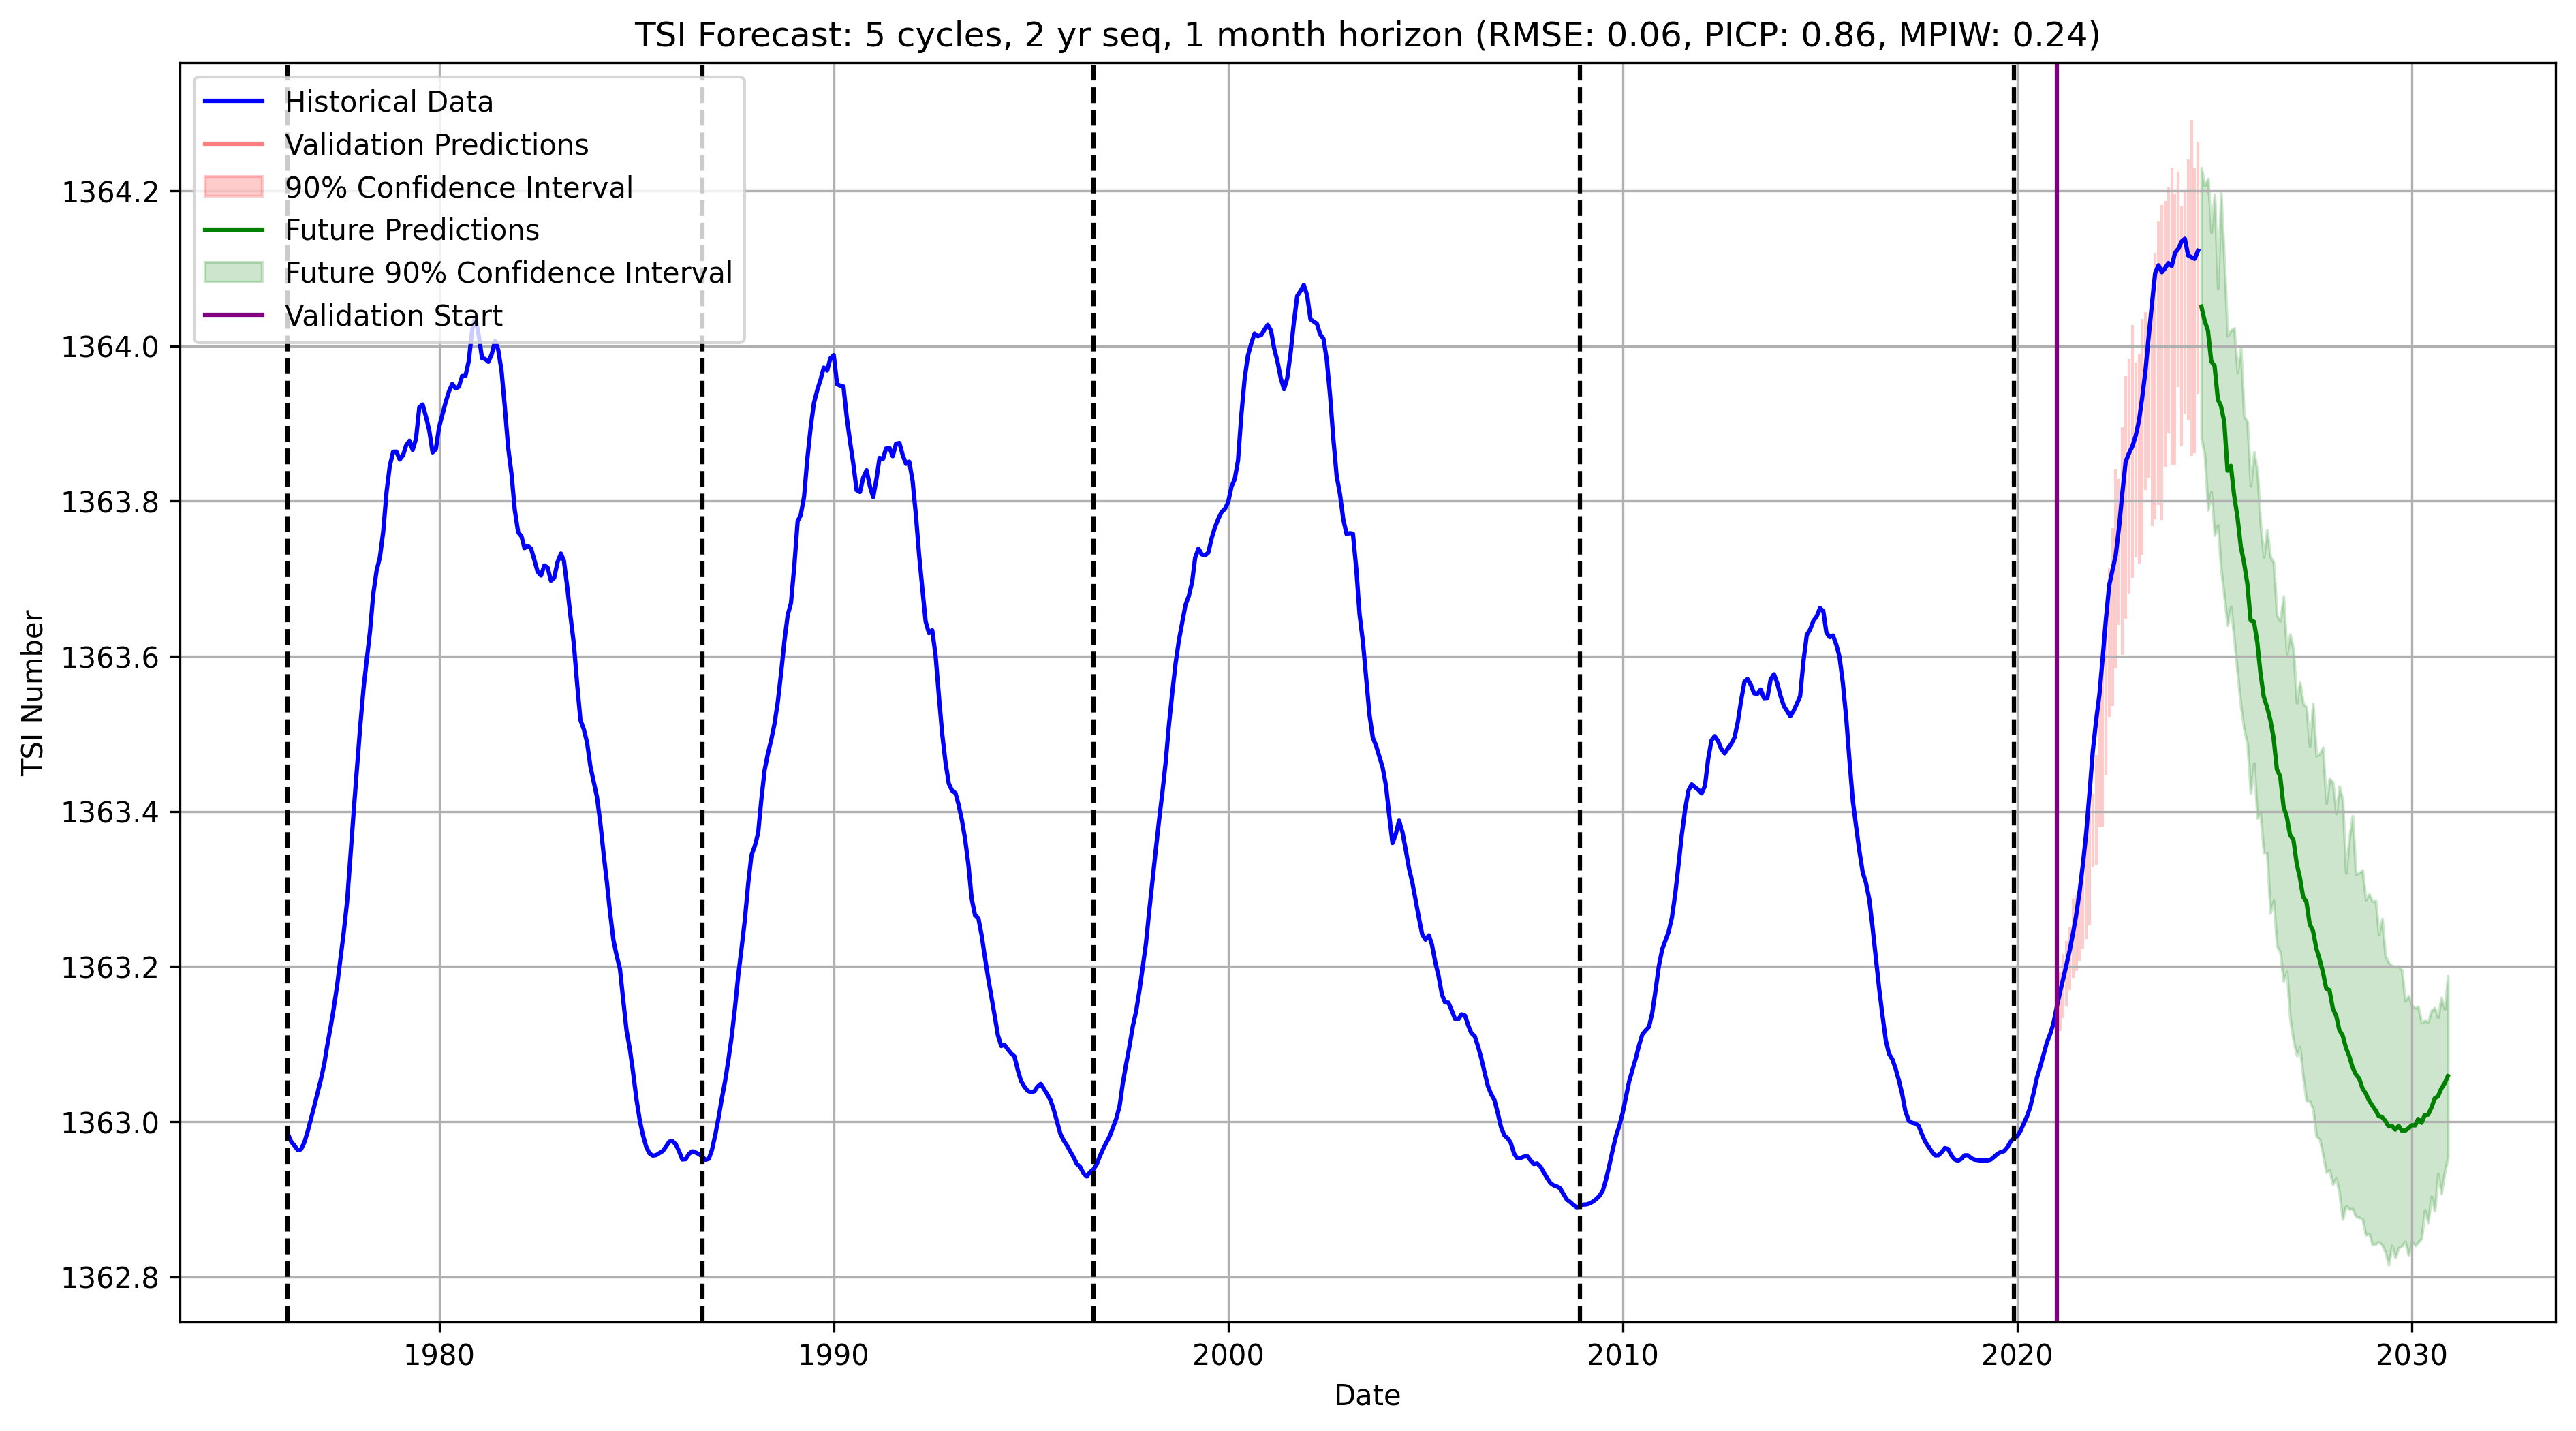 TSI Forecast: 5 cycles, 2 yr seq, 1 month horizon (RMSE: 0.06, PICP: 0.86, MPIW: 0.24)
Historical Data
Validation Predictions
90% Confidence Interval
Future Predictions
Future 90% Confidence Interval
Validation Start
TSI Number
1364.2
1364.0
1363.8
1363.6
1363.4
1363.2
1363.0
1362.8
1980 1990 2000 2010 2020 2030
Date